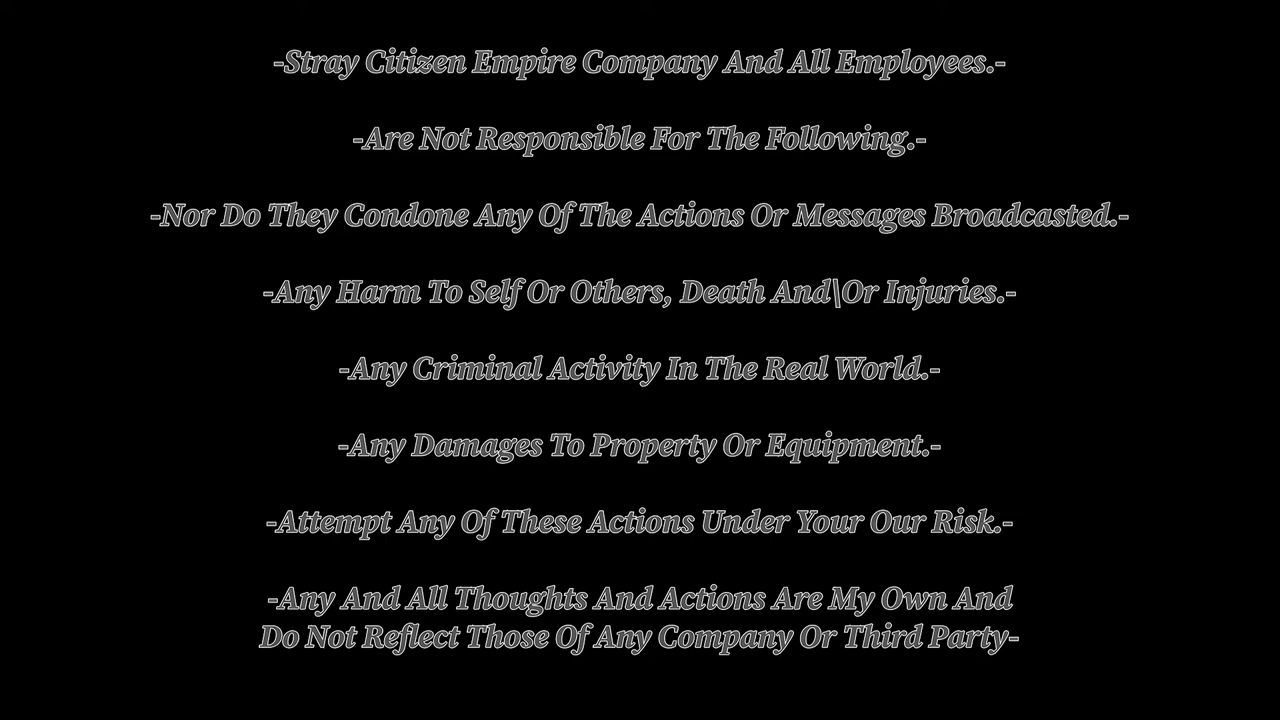 -Stray Citizen Empire Company And All Employees.-
-Are Not Responsible For The Following.-
-Nor Do They Condone Any Of The Actions Or Messages Broadcasted.-
-Any Harm To Self Or Others, Death And\Or Injuries.-
-Any Criminal Activity In The Real World.-
-Any Damages To Property Or Equipment.-
-Attempt Any Of These Actions Under Your Our Risk.-
-Any And All Thoughts And Actions Are My Own And
Do Not Reflect Those Of Any Company Or Third Party-